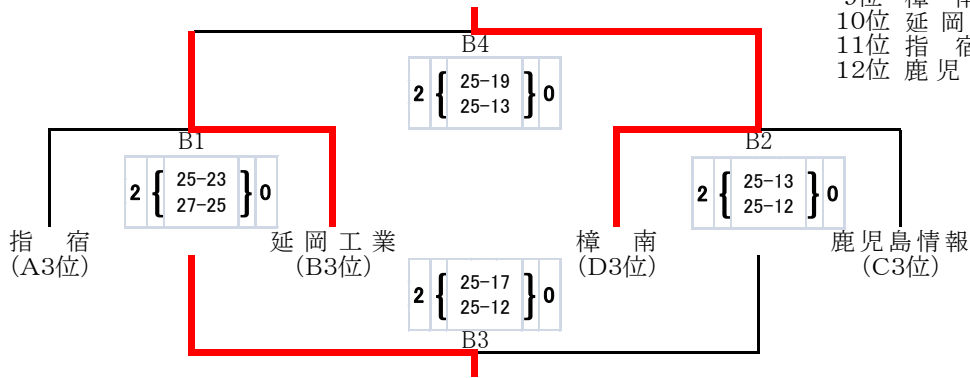 9位 樟
10位 延 岡
11位 指 宿
12位 鹿 児
B4
2 { 25-19 25-13 } 0
B1
2 { 25-23 27-25 } 0
B2
2 { 25-13 25-12 } 0
指 宿
(A3位)
延 岡 工 業
(B3位)
樟 南
(D3位)
鹿児島情報
(C3位)
2 { 25-17 25-12 } 0
B3